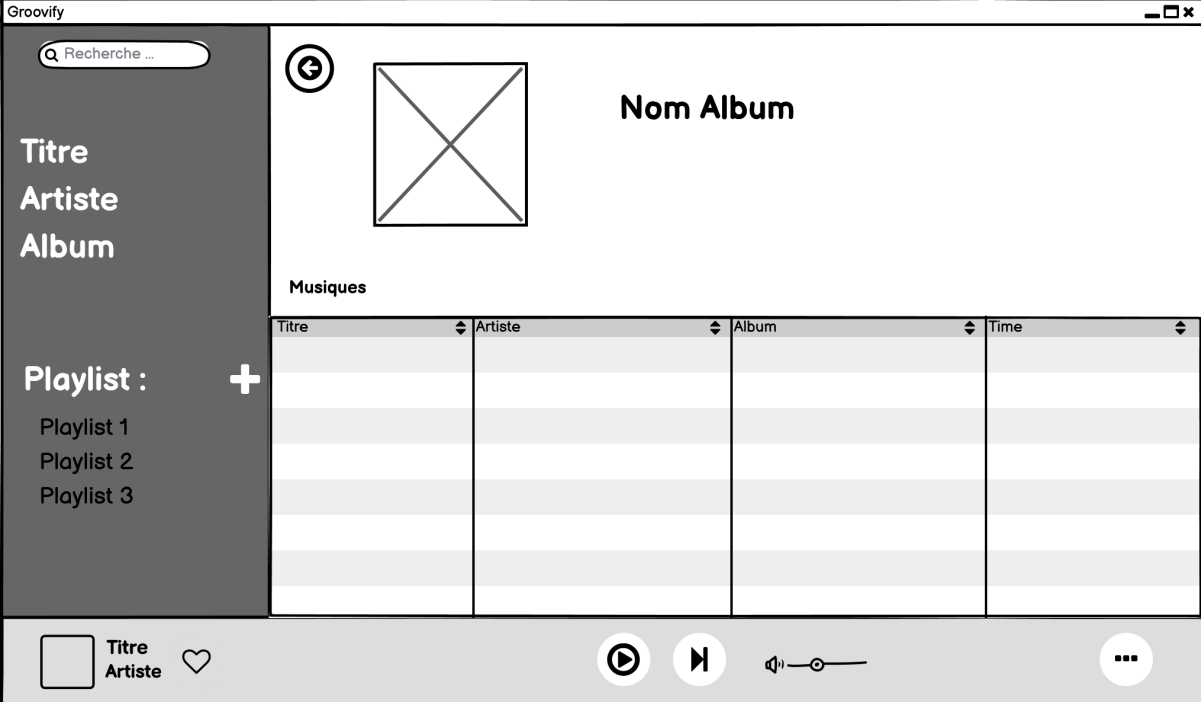 Groovify
Recherche ...
Titre
Artiste
Album
Playlist :
Playlist 1
Playlist 2
Playlist 3
Nom Album
Musiques
Titre Artiste Album Time
Titre
Artiste